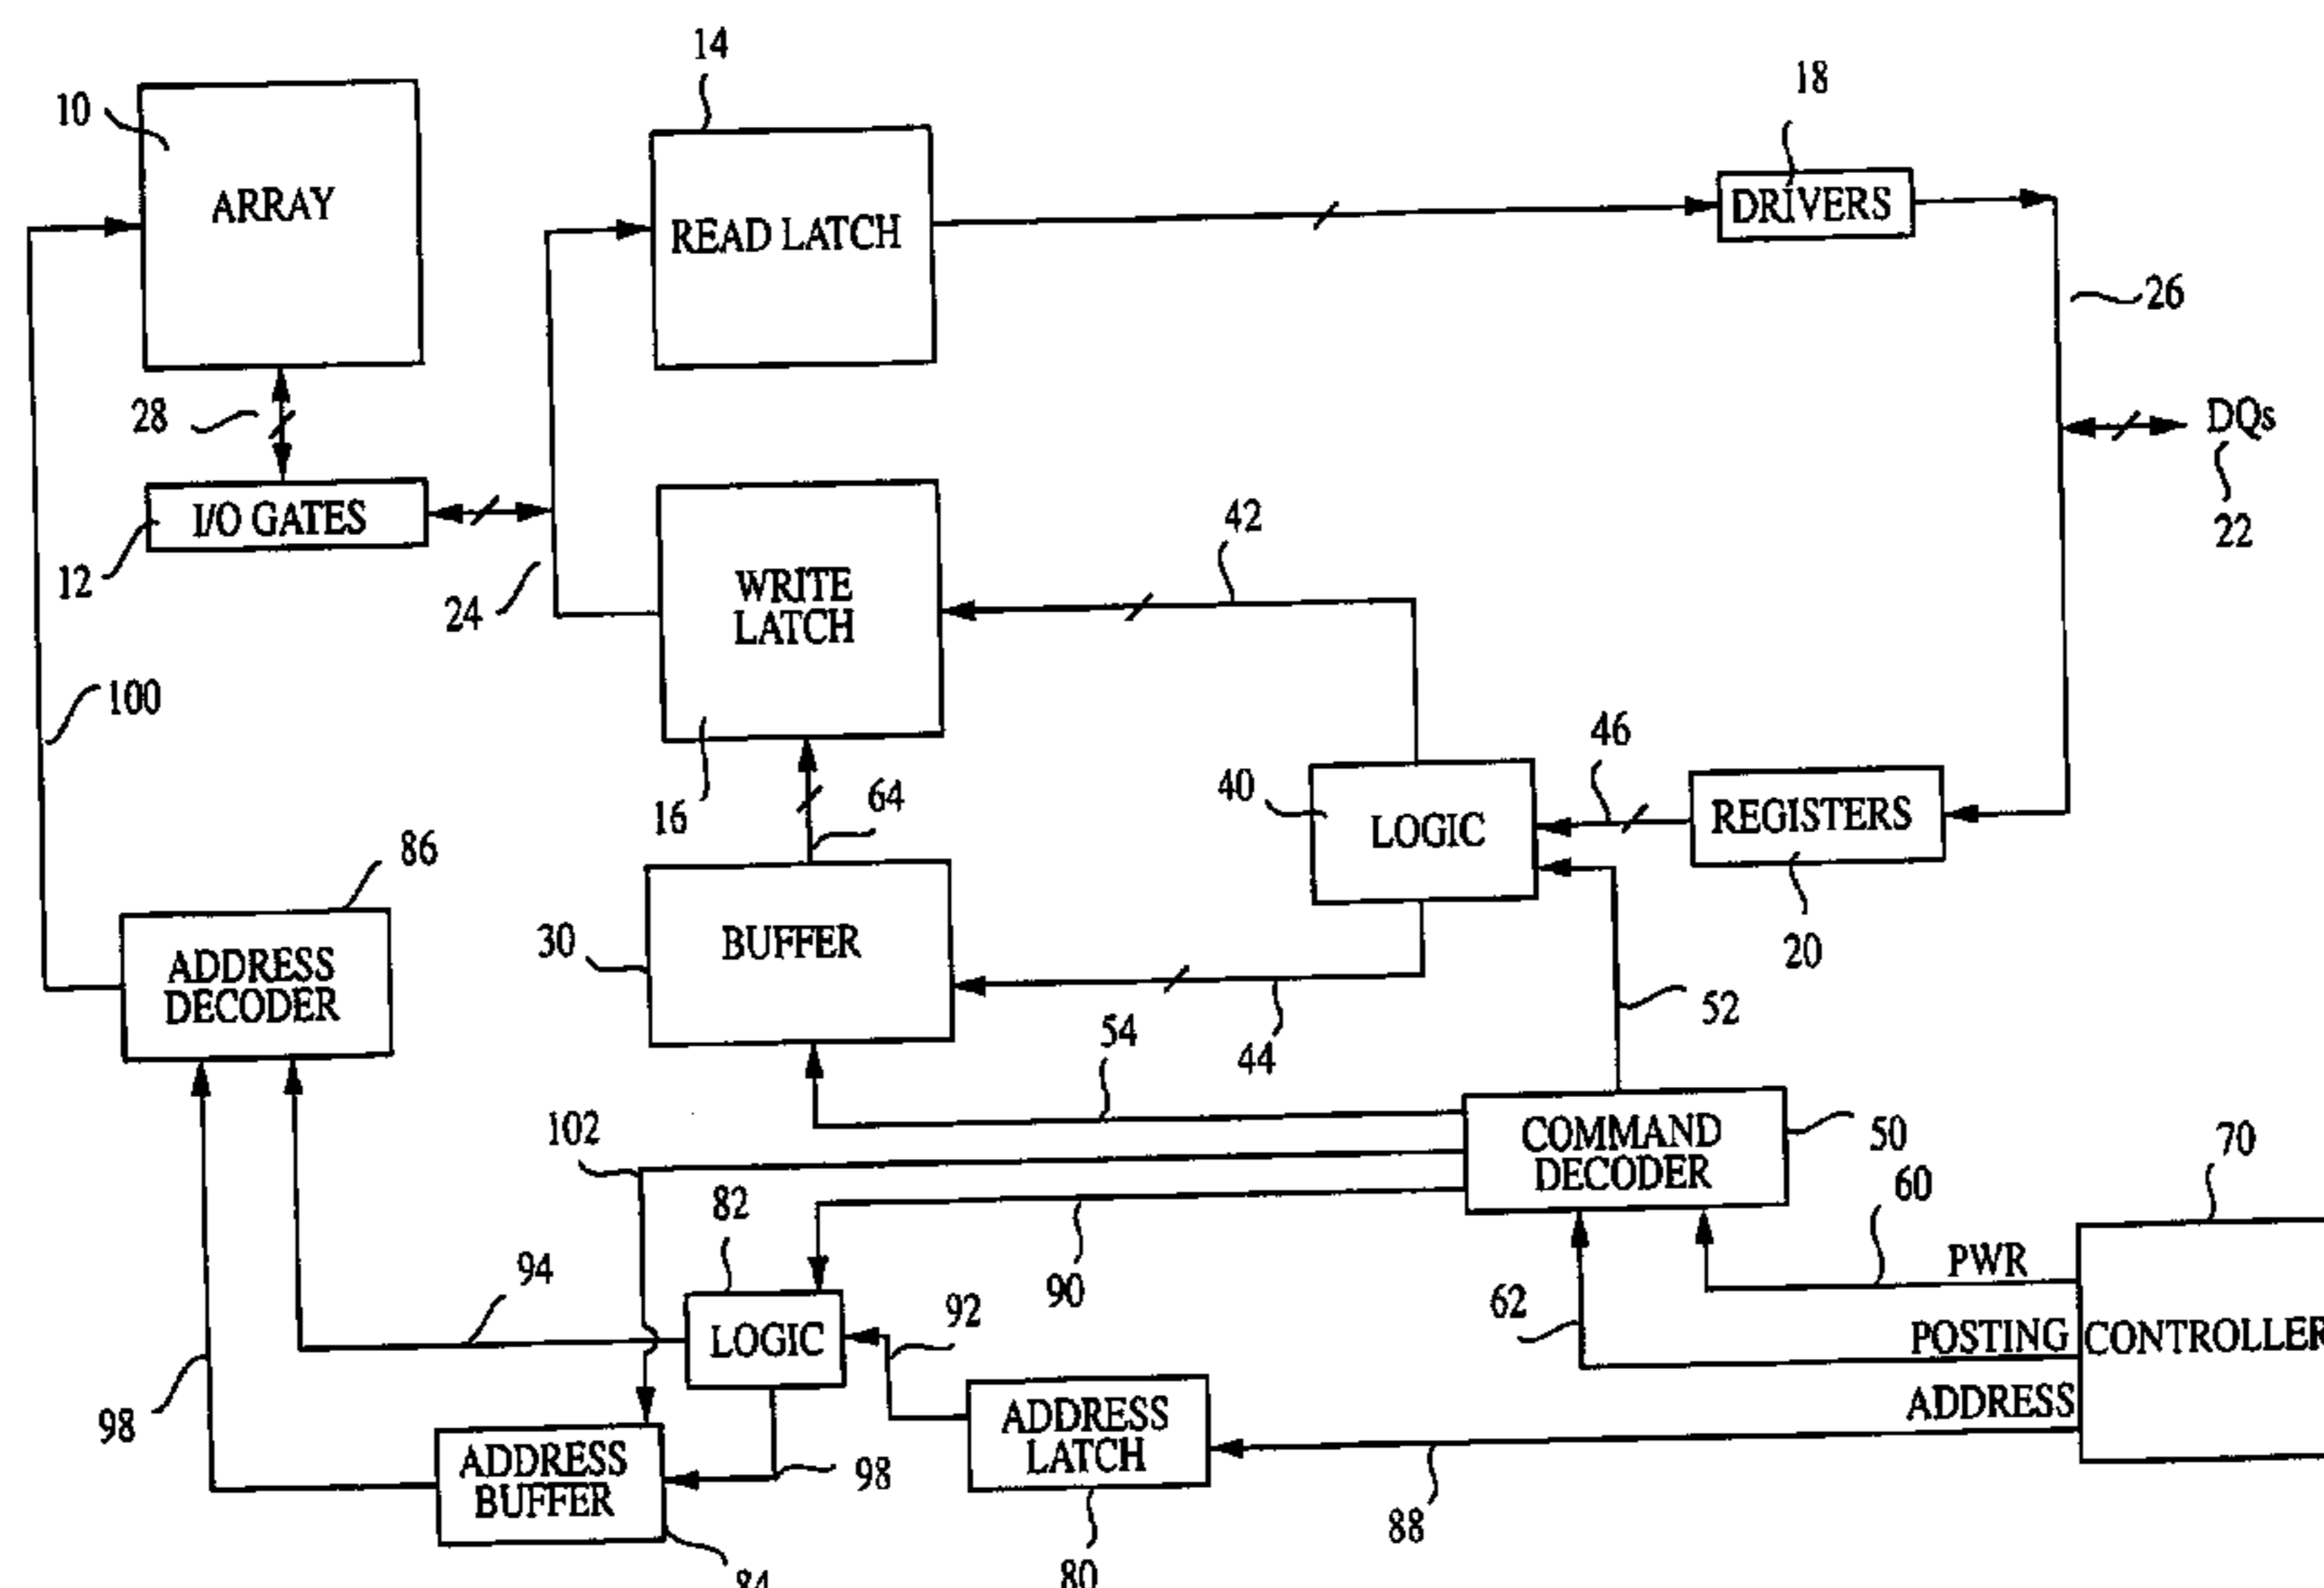 14
18
10
ARRAY
READ LATCH
DRIVERS
26
28
DQs
22
I/O GATES
12
24
WRITE
LATCH
42
100
16
64
46
40
LOGIC
REGISTERS
20
86
ADDRESS
DECODER
30
BUFFER
44
52
54
102
COMMAND
DECODER
50
70
60
82
90
94
92
62
PWR
POSTING
CONTROLLER
ADDRESS
LOGIC
98
ADDRESS
BUFFER
98
ADDRESS
LATCH
88
84
80